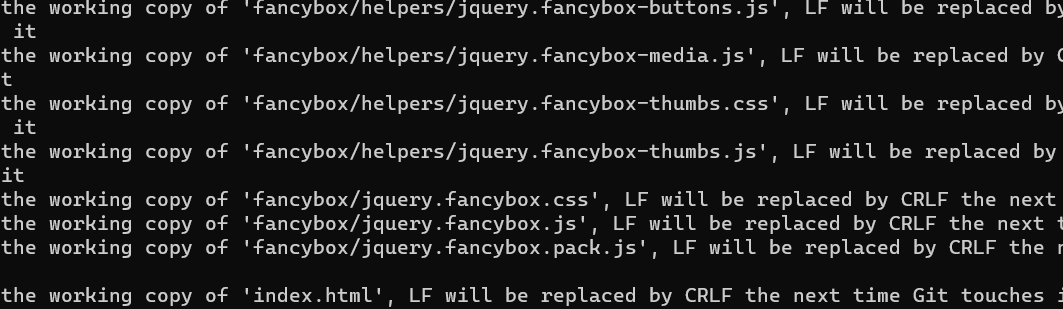 the working copy of 'fancybox/helpers/jquery.fancybox-buttons.js', LF will be replaced by
it
the working copy of 'fancybox/helpers/jquery.fancybox-media.js', LF will be replaced by C
t
the working copy of 'fancybox/helpers/jquery.fancybox-thumbs.css', LF will be replaced by
it
the working copy of 'fancybox/helpers/jquery.fancybox-thumbs.js', LF will be replaced by
it
the working copy of 'fancybox/jquery.fancybox.css', LF will be replaced by CRLF the next
the working copy of 'fancybox/jquery.fancybox.js', LF will be replaced by CRLF the next t
the working copy of 'fancybox/jquery.fancybox.pack.js', LF will be replaced by CRLF the n
the working copy of 'index.html', LF will be replaced by CRLF the next time Git touches i